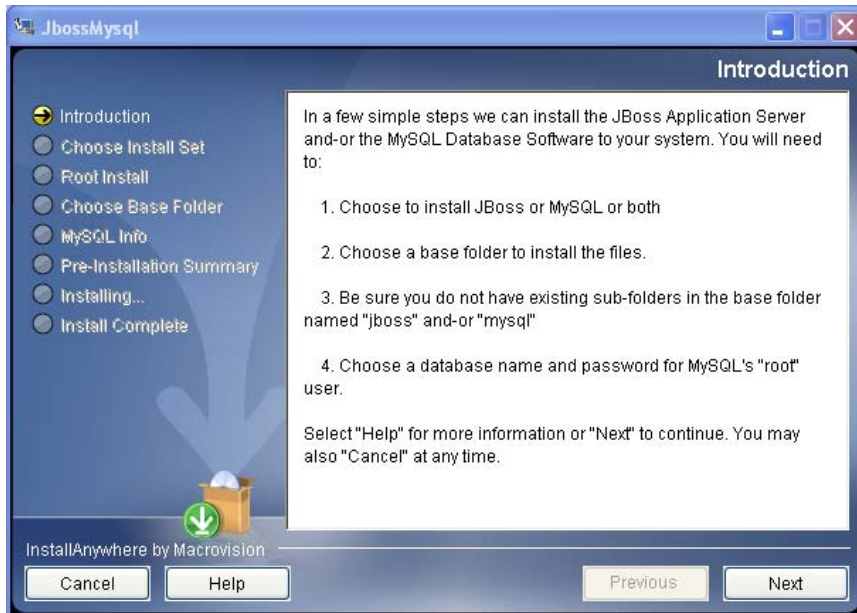 JbossMysql
Introduction
Introduction
Choose Install Set
Root Install
Choose Base Folder
MySQL Info
Pre-Installation Summary
Installing...
Install Complete
In a few simple steps we can install the JBoss Application Server
and-or the MySQL Database Software to your system. You will need
to:
1. Choose to install JBoss or MySQL or both
2. Choose a base folder to install the files.
3. Be sure you do not have existing sub-folders in the base folder
named "jboss" and-or "mysql"
4. Choose a database name and password for MySQL's "root"
user.
Select "Help" for more information or "Next" to continue. You may
also "Cancel" at any time.
InstallAnywhere by Macrovision
Cancel
Help
Previous
Next